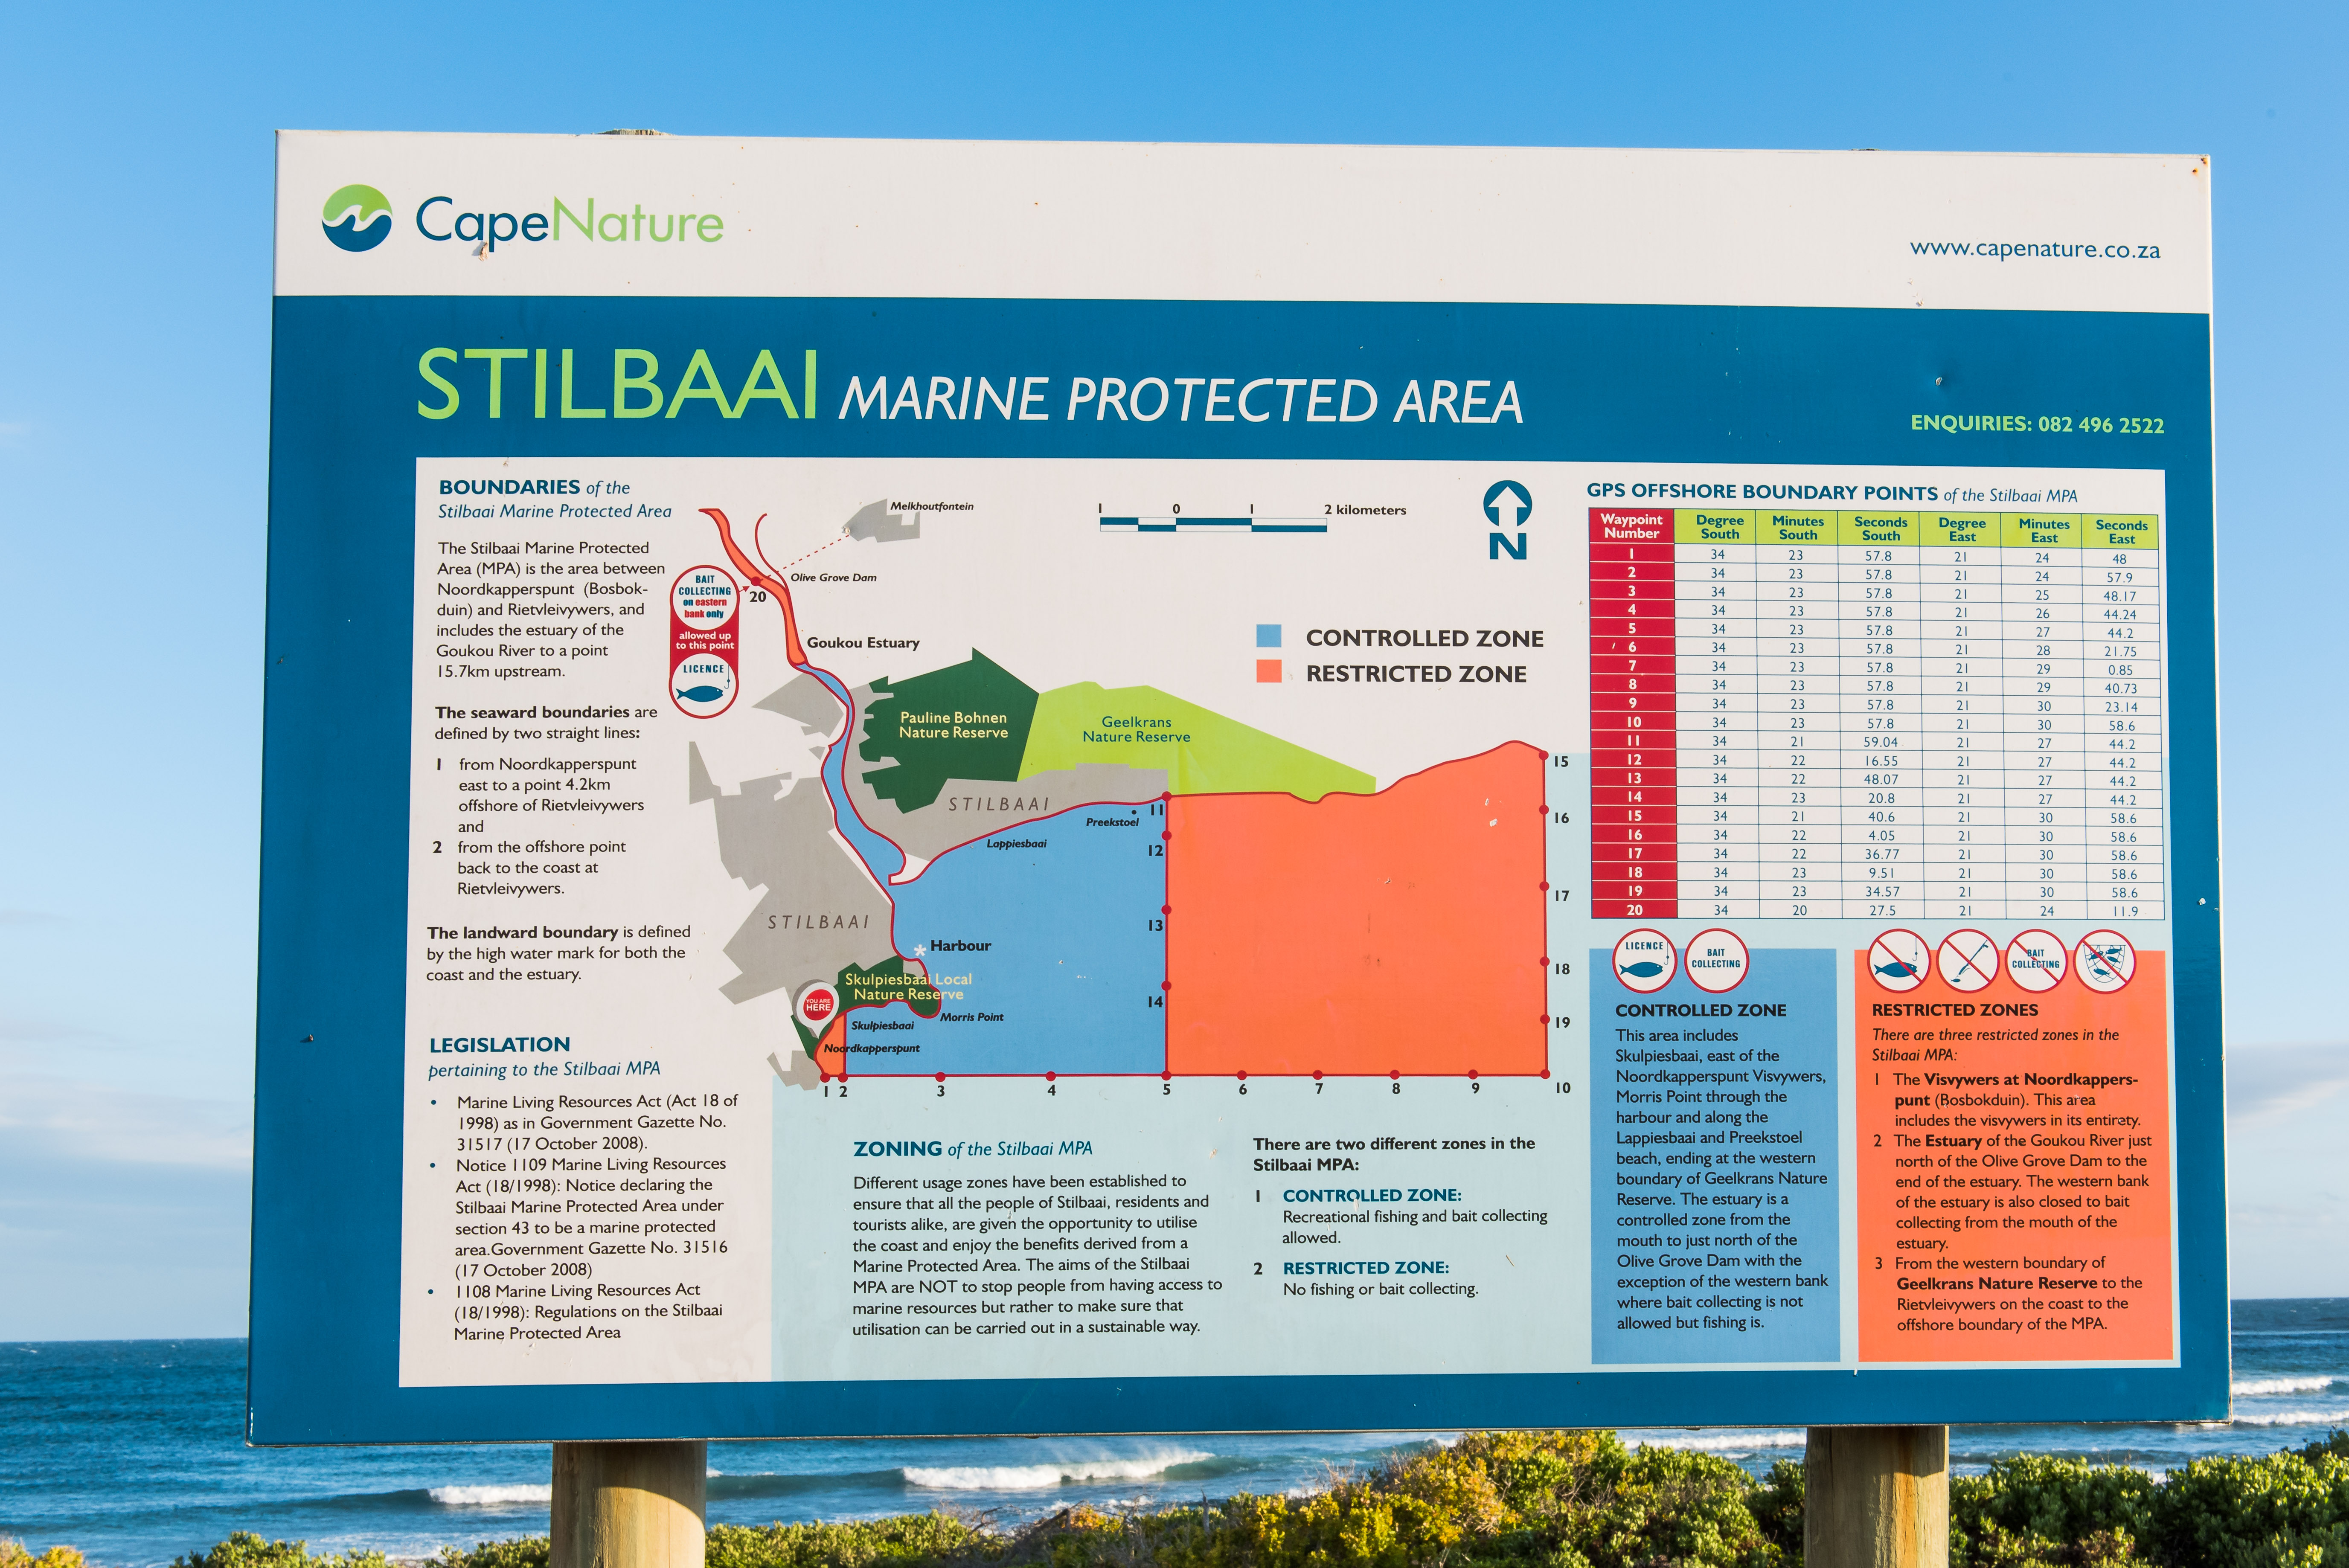 CapeNature
www.capenature.co.za
STILBAAI MARINE PROTECTED AREA
ENQUIRIES: 082 496 2522
BOUNDARIES of the
Stilbaai Marine Protected Area
The Stilbaai Marine Protected
Area (MPA) is the area between
Noordkapperspunt (Bosbok-
duin) and Rietvleivywers, and
includes the estuary of the
Goukou River to a point
15.7km upstream.
The seaward boundaries are
defined by two straight lines:
1 from Noordkapperspunt
east to a point 4.2km
offshore of Rietvleivywers
and
2 from the offshore point
back to the coast at
Rietvleivywers.
The landward boundary is defined
by the high water mark for both the
coast and the estuary.
LEGISLATION
pertaining to the Stilbaai MPA
• Marine Living Resources Act (Act 18 of
1998) as in Government Gazette No.
31517 (17 October 2008).
• Notice 1109 Marine Living Resources
Act (18/1998): Notice declaring the
Stilbaai Marine Protected Area under
section 43 to be a marine protected
area.Government Gazette No. 31516
(17 October 2008)
• 1108 Marine Living Resources Act
(18/1998): Regulations on the Stilbaai
Marine Protected Area
Melkhoutfontein
1 0 1 2 kilometers
N
BAIT
COLLECTING
on eastern
bank only
allowed up
to this point
LICENCE
Olive Grove Dam
20
Goukou Estuary
CONTROLLED ZONE
RESTRICTED ZONE
Pauline Bohnen
Nature Reserve
Geelkrans
Nature Reserve
STILBAAI
Preekstoel
Lappiesbaai
11
12
13
14
15
16
17
18
19
STILBAAI
Harbour
Skulpiesbaai Local
Nature Reserve
YOU ARE
HERE
Morris Point
Skulpiesbaai
Noordkapperspunt
1 2 3 4 5 6 7 8 9 10
ZONING of the Stilbaai MPA
Different usage zones have been established to
ensure that all the people of Stilbaai, residents and
tourists alike, are given the opportunity to utilise
the coast and enjoy the benefits derived from a
Marine Protected Area. The aims of the Stilbaai
MPA are NOT to stop people from having access to
marine resources but rather to make sure that
utilisation can be carried out in a sustainable way.
There are two different zones in the
Stilbaai MPA:
1 CONTROLLED ZONE:
Recreational fishing and bait collecting
allowed.
2 RESTRICTED ZONE:
No fishing or bait collecting.
GPS OFFSHORE BOUNDARY POINTS of the Stilbaai MPA
Waypoint Number Degree South Minutes South Seconds South Degree East Minutes East Seconds East
1 34 23 57.8 21 24 48
2 34 23 57.8 21 24 57.9
3 34 23 57.8 21 25 48.17
4 34 23 57.8 21 26 44.24
5 34 23 57.8 21 27 44.2
6 34 23 57.8 21 28 21.75
7 34 23 57.8 21 29 0.85
8 34 23 57.8 21 29 40.73
9 34 23 57.8 21 30 23.14
10 34 23 57.8 21 30 58.6
11 34 21 59.04 21 27 44.2
12 34 22 16.55 21 27 44.2
13 34 22 48.07 21 27 44.2
14 34 23 20.8 21 27 44.2
15 34 21 40.6 21 30 58.6
16 34 22 4.05 21 30 58.6
17 34 22 36.77 21 30 58.6
18 34 23 9.51 21 30 58.6
19 34 23 34.57 21 30 58.6
20 34 20 27.5 21 24 11.9
LICENCE
BAIT
COLLECTING
CONTROLLED ZONE
This area includes
Skulpiesbaai, east of the
Noordkapperspunt Visvywers,
Morris Point through the
harbour and along the
Lappiesbaai and Preekstoel
beach, ending at the western
boundary of Geelkrans Nature
Reserve. The estuary is a
controlled zone from the
mouth to just north of the
Olive Grove Dam with the
exception of the western bank
where bait collecting is not
allowed but fishing is.
BAIT
COLLECTING
RESTRICTED ZONES
There are three restricted zones in the
Stilbaai MPA:
1 The Visvywers at Noordkappers-
punt (Bosbokduin). This area
includes the visvywers in its entirety.
2 The Estuary of the Goukou River just
north of the Olive Grove Dam to the
end of the estuary. The western bank
of the estuary is also closed to bait
collecting from the mouth of the
estuary.
3 From the western boundary of
Geelkrans Nature Reserve to the
Rietvleivywers on the coast to the
offshore boundary of the MPA.